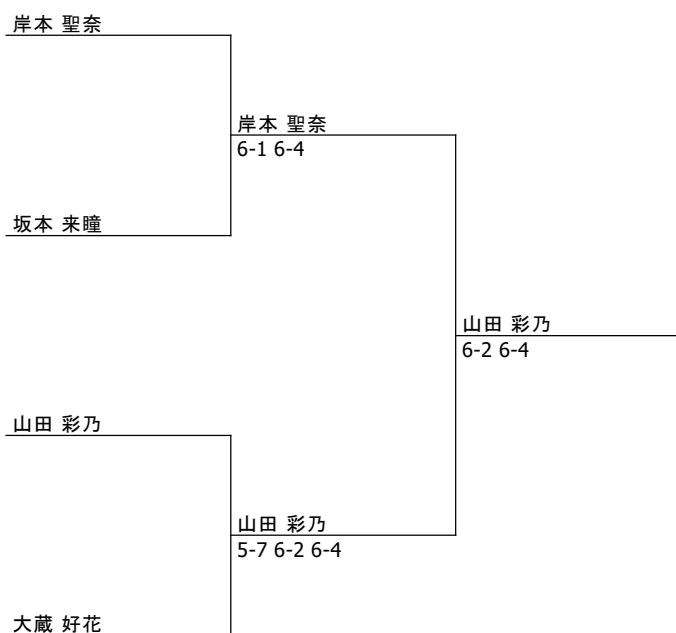 岸本 聖奈
岸本 聖奈
6-1 6-4
坂本 来瞳
山田 彩乃
6-2 6-4
山田 彩乃
山田 彩乃
5-7 6-2 6-4
大蔵 好花